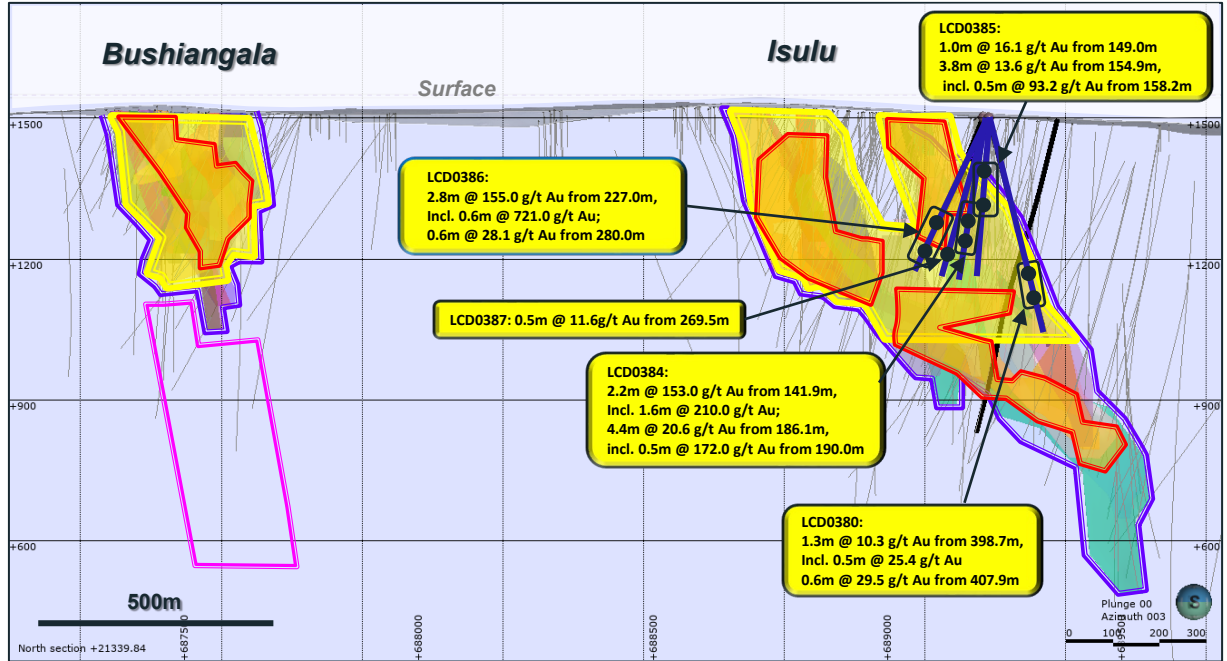 Bushiangala
Isulu
Surface
LCD0385:
1.0m @ 16.1 g/t Au from 149.0m
3.8m @ 13.6 g/t Au from 154.9m,
incl. 0.5m @ 93.2 g/t Au from 158.2m
+1500
+1500
LCD0386:
2.8m @ 155.0 g/t Au from 227.0m,
Incl. 0.6m @ 721.0 g/t Au;
0.6m @ 28.1 g/t Au from 280.0m
+1200
+1200
LCD0387: 0.5m @ 11.6g/t Au from 269.5m
LCD0384:
2.2m @ 153.0 g/t Au from 141.9m,
Incl. 1.6m @ 210.0 g/t Au;
4.4m @ 20.6 g/t Au from 186.1m,
incl. 0.5m @ 172.0 g/t Au from 190.0m
+900
+900
LCD0380:
1.3m @ 10.3 g/t Au from 398.7m,
Incl. 0.5m @ 25.4 g/t Au
0.6m @ 29.5 g/t Au from 407.9m
+600
+600
500m
S
Plunge 00
Azimuth 003
0 100 200 300
+687500
+688000
+688500
+689000
+689500
North section +21339.84